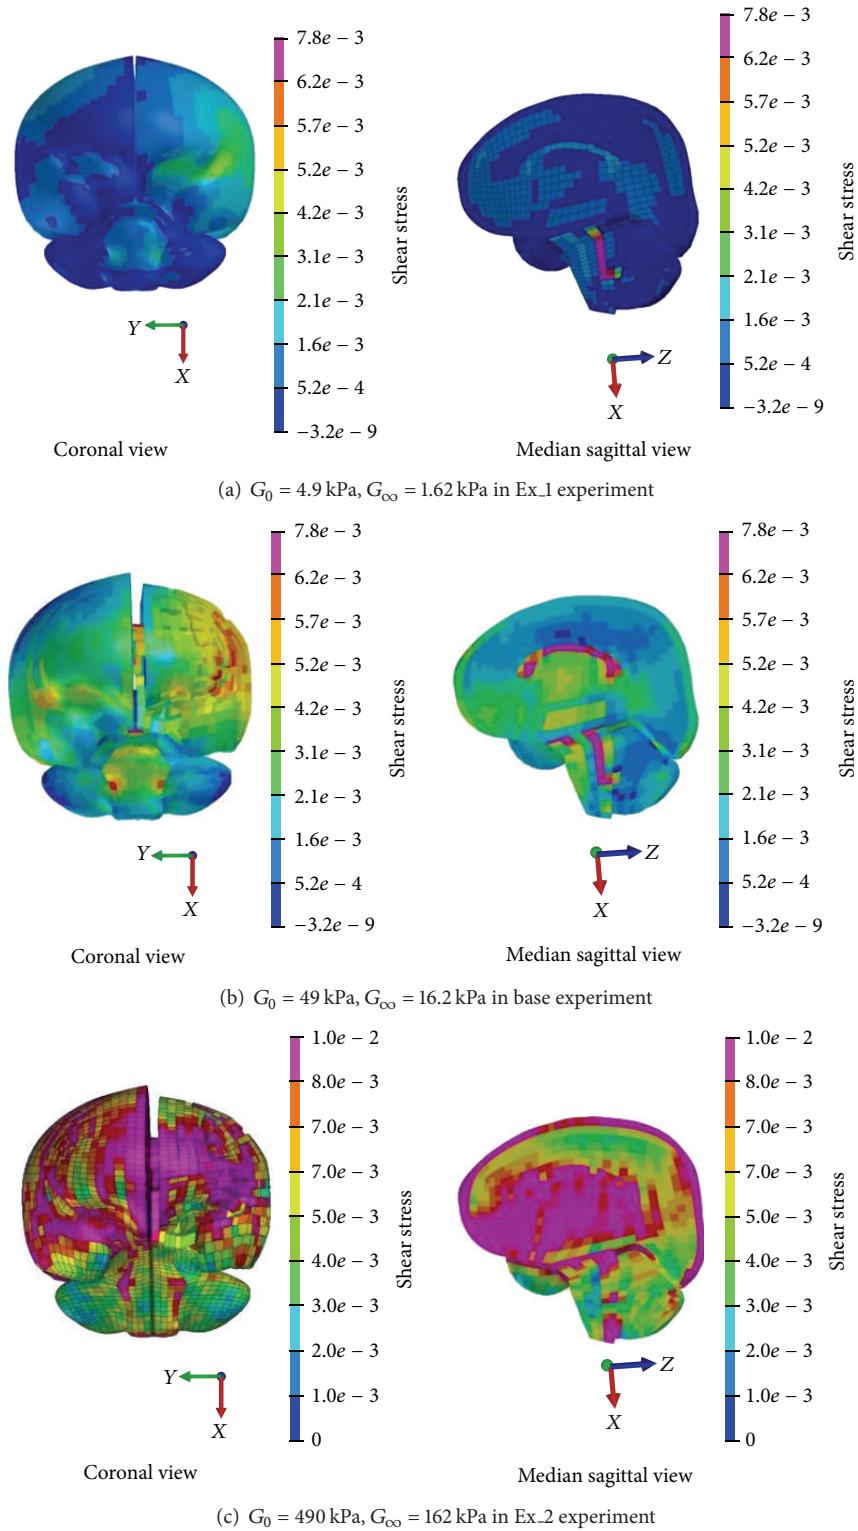 7.8e − 3
6.2e − 3
5.7e − 3
5.2e − 3
4.2e − 3
3.1e − 3
2.1e − 3
1.6e − 3
5.2e − 4
−3.2e − 9
Shear stress
Y
X
Coronal view
7.8e − 3
6.2e − 3
5.7e − 3
5.2e − 3
4.2e − 3
3.1e − 3
2.1e − 3
1.6e − 3
5.2e − 4
−3.2e − 9
Shear stress
Z
X
Median sagittal view
(a) G₀ = 4.9 kPa, G∞ = 1.62 kPa in Ex_1 experiment
7.8e − 3
6.2e − 3
5.7e − 3
5.2e − 3
4.2e − 3
3.1e − 3
2.1e − 3
1.6e − 3
5.2e − 4
−3.2e − 9
Shear stress
Y
X
Coronal view
7.8e − 3
6.2e − 3
5.7e − 3
5.2e − 3
4.2e − 3
3.1e − 3
2.1e − 3
1.6e − 3
5.2e − 4
−3.2e − 9
Shear stress
Z
X
Median sagittal view
(b) G₀ = 49 kPa, G∞ = 16.2 kPa in base experiment
1.0e − 2
8.0e − 3
7.0e − 3
7.0e − 3
5.0e − 3
4.0e − 3
3.0e − 3
2.0e − 3
1.0e − 3
0
Shear stress
Y
X
Coronal view
1.0e − 2
8.0e − 3
7.0e − 3
7.0e − 3
5.0e − 3
4.0e − 3
3.0e − 3
2.0e − 3
1.0e − 3
0
Shear stress
Z
X
Median sagittal view
(c) G₀ = 490 kPa, G∞ = 162 kPa in Ex_2 experiment